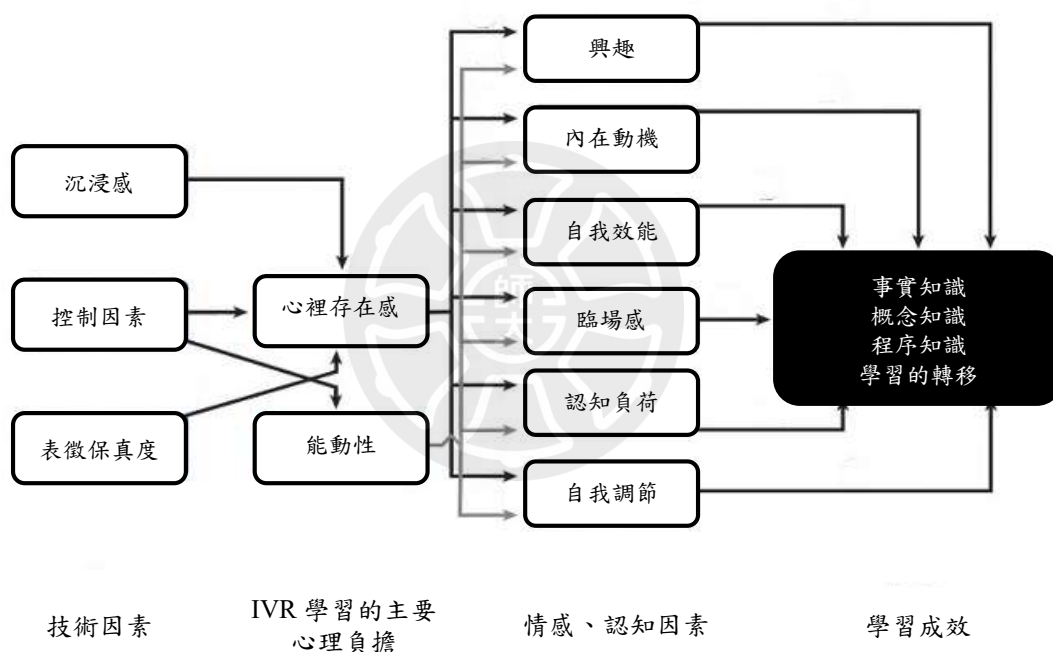 興趣
內在動機
沉浸感
自我效能
控制因素
心裡存在感
臨場感
事實知識
概念知識
程序知識
學習的轉移
表徵保真度
能動性
認知負荷
自我調節
技術因素
IVR 學習的主要
心理負擔
情感、認知因素
學習成效
師
大